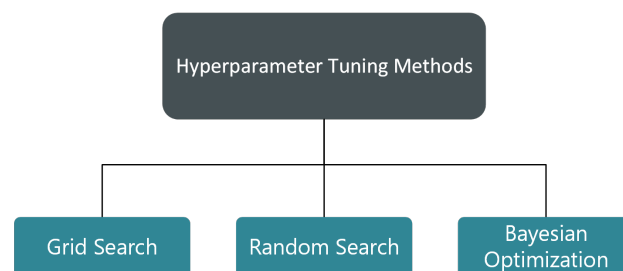 Hyperparameter Tuning Methods
Grid Search
Random Search
Bayesian
Optimization